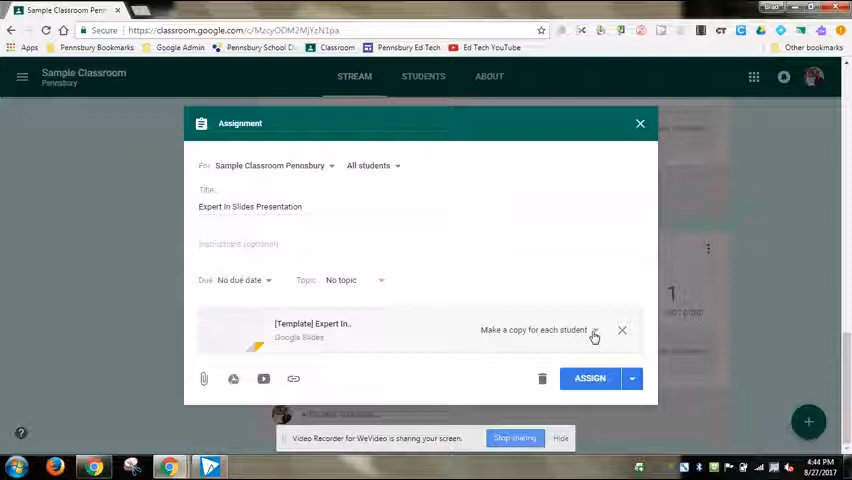 Sample Classroom Penn
Brad
Secure
https://classroom.google.com/c/MzcyODM2MjYzN1pa
Apps
Pennsbury Bookmarks
Google Admin
Pennsbury School Di
Classroom
Pennsbury Ed Tech
Ed Tech YouTube
Other bookmarks
Sample Classroom
Pennsbury
STREAM
STUDENTS
ABOUT
Assignment
For
Sample Classroom Pennsbury
All students
Title
Expert In Slides Presentation
Instructions (optional)
Due
No due date
Topic
No topic
1
[Template] Expert In..
Google Slides
Make a copy for each student
ASSIGN
Video Recorder for WeVideo is sharing your screen.
Stop sharing
Hide
4:44 PM
8/27/2017